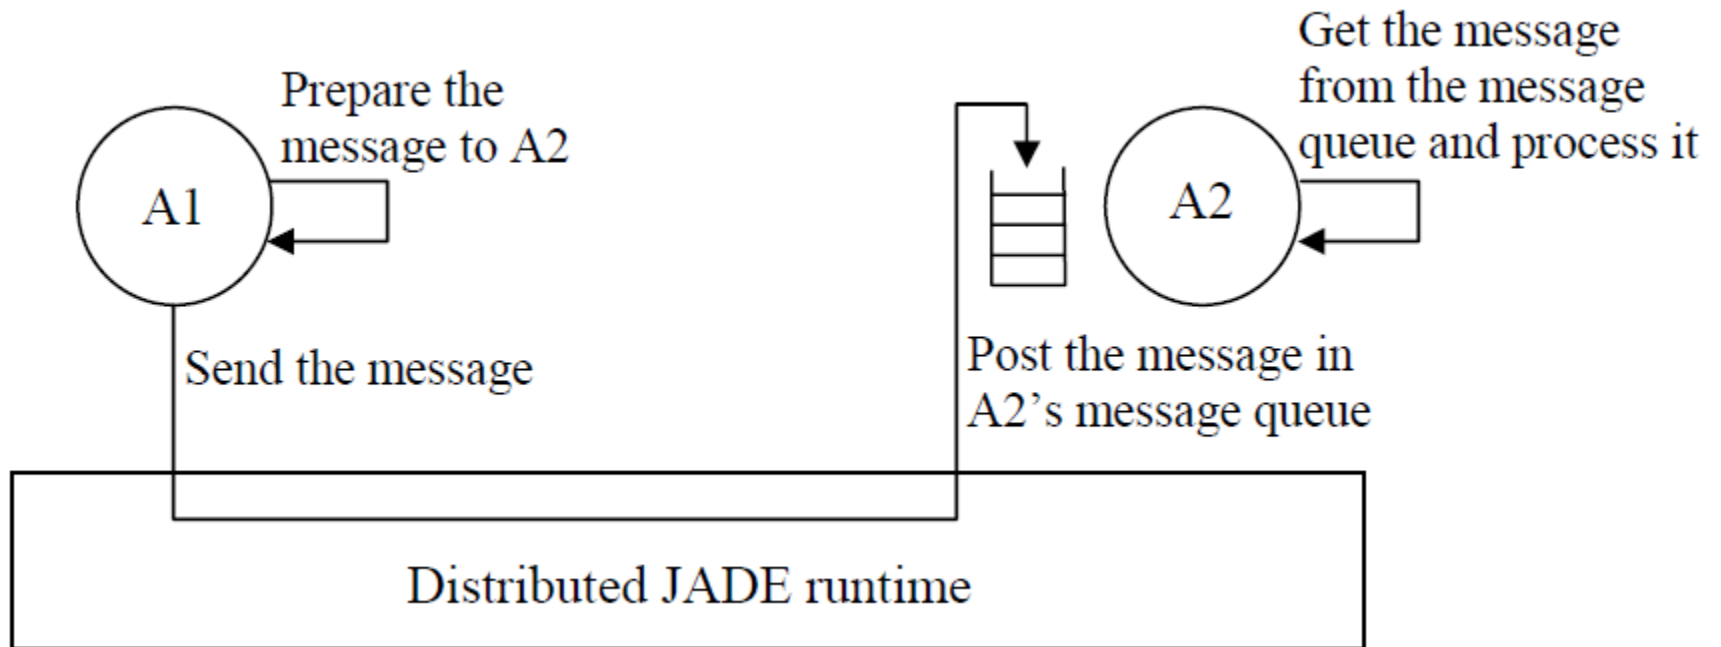 Prepare the
message to A2
A1
Send the message
Get the message
from the message
queue and process it
A2
Post the message in
A2’s message queue
Distributed JADE runtime